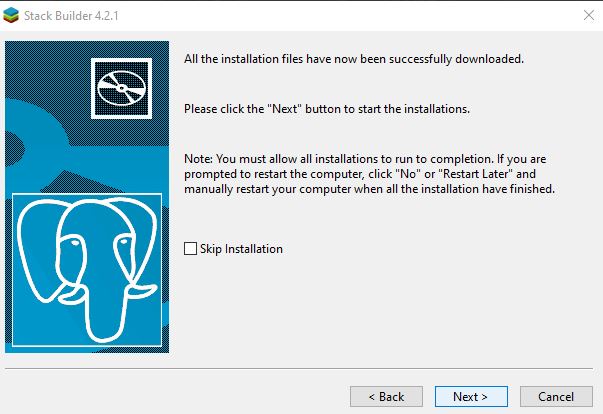 Stack Builder 4.2.1
All the installation files have now been successfully downloaded.
Please click the "Next" button to start the installations.
Note: You must allow all installations to run to completion. If you are
prompted to restart the computer, click "No" or "Restart Later" and
manually restart your computer when all the installation have finished.
Skip Installation
< Back
Next >
Cancel